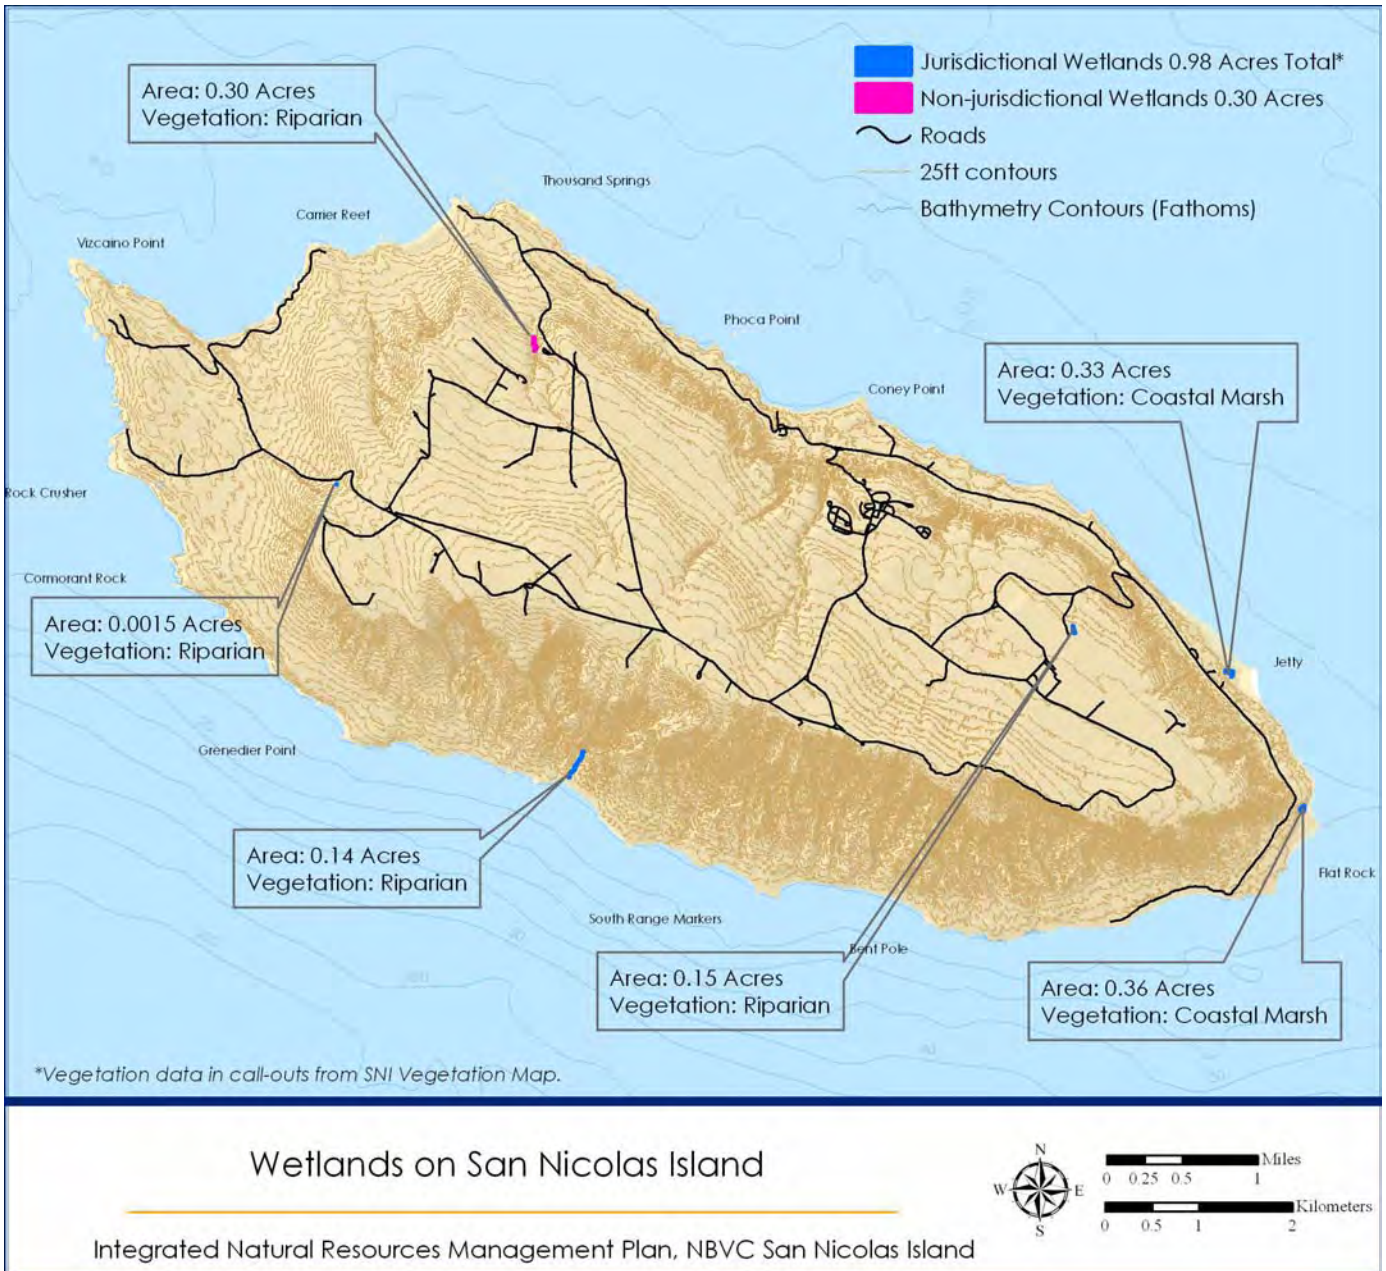 Jurisdictional Wetlands 0.98 Acres Total*
Non-jurisdictional Wetlands 0.30 Acres
Roads
25ft contours
Bathymetry Contours (Fathoms)
Area: 0.30 Acres
Vegetation: Riparian
Thousand Springs
Carrier Reef
Vizcaino Point
Phoca Point
Area: 0.33 Acres
Vegetation: Coastal Marsh
Coney Point
Rock Crusher
Cormorant Rock
Area: 0.0015 Acres
Vegetation: Riparian
Jetty
Grenedier Point
Area: 0.14 Acres
Vegetation: Riparian
Flat Rock
South Range Markers
Bent Pole
Area: 0.15 Acres
Vegetation: Riparian
Area: 0.36 Acres
Vegetation: Coastal Marsh
*Vegetation data in call-outs from SNI Vegetation Map.
Wetlands on San Nicolas Island
Integrated Natural Resources Management Plan, NBVC San Nicolas Island
N
W E
S
Miles
0 0.25 0.5 1
Kilometers
0 0.5 1 2